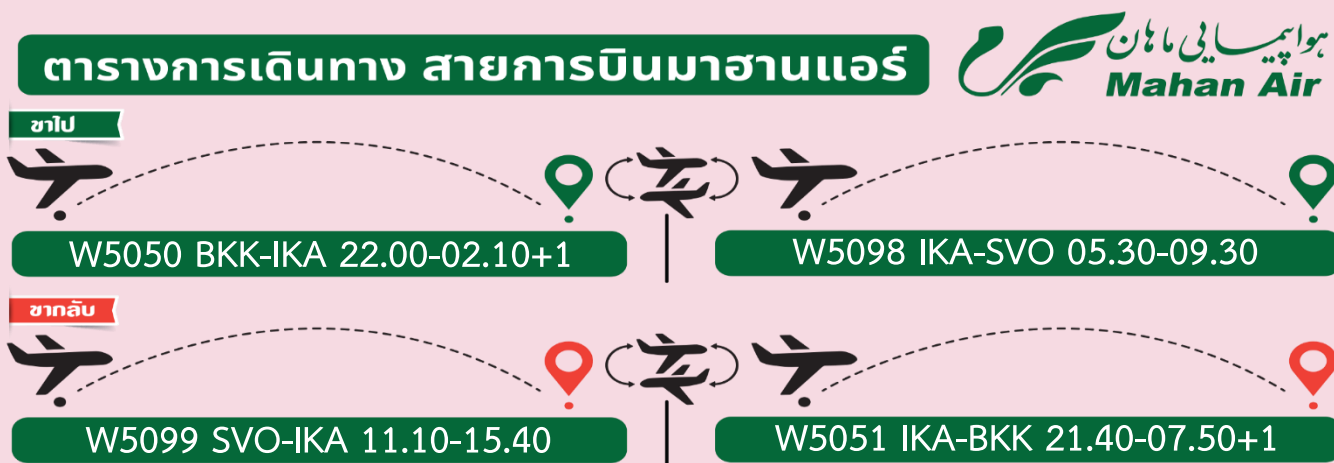 ตารางการเดินทาง สายการบินมาฮานแอร์
هواپیمایی ماهان
Mahan Air
ขาไป
W5050 BKK-IKA 22.00-02.10+1
W5098 IKA-SVO 05.30-09.30
ขากลับ
W5099 SVO-IKA 11.10-15.40
W5051 IKA-BKK 21.40-07.50+1